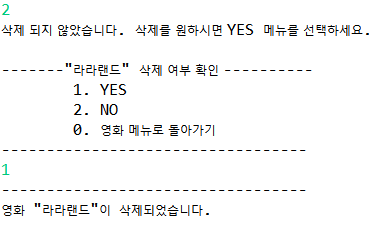 2
삭제 되지 않았습니다. 삭제를 원하시면 YES 메뉴를 선택하세요.
-------"라라랜드" 삭제 여부 확인 ----------
1. YES
2. NO
0. 영화 메뉴로 돌아가기
----------------------------------
1
----------------------------------
영화 "라라랜드"이 삭제되었습니다.